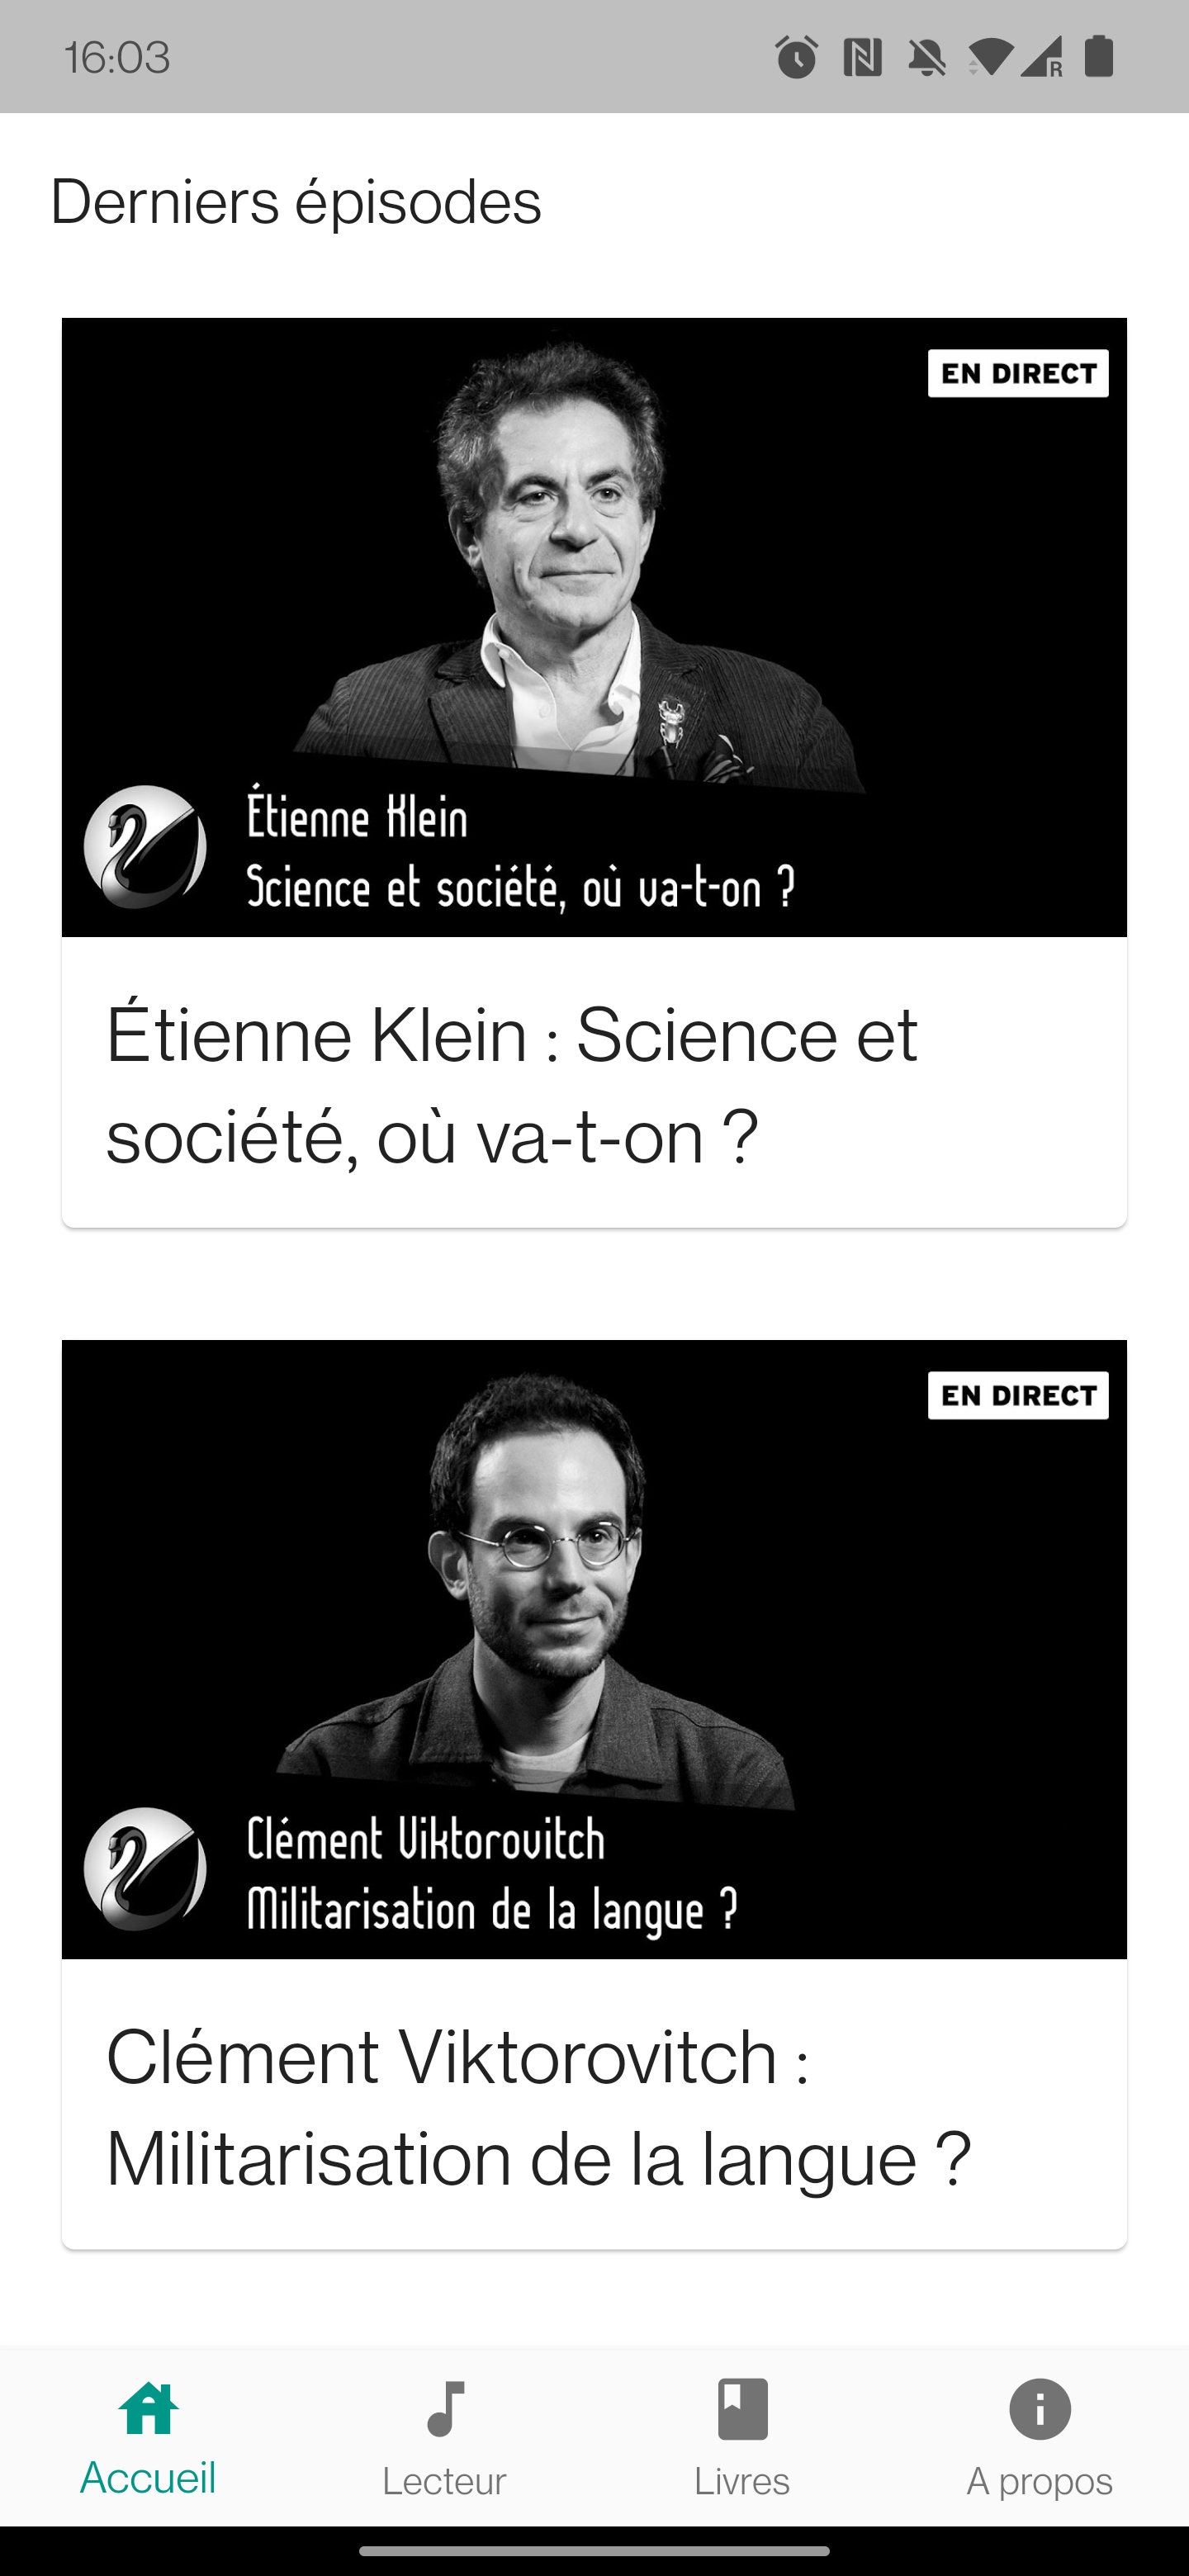 16:03
R
Derniers épisodes
EN DIRECT
Étienne Klein
Science et société, où va-t-on ?
Étienne Klein : Science et
société, où va-t-on ?
EN DIRECT
Clément Viktorovitch
Militarisation de la langue ?
Clément Viktorovitch :
Militarisation de la langue ?
Accueil
Lecteur
Livres
A propos